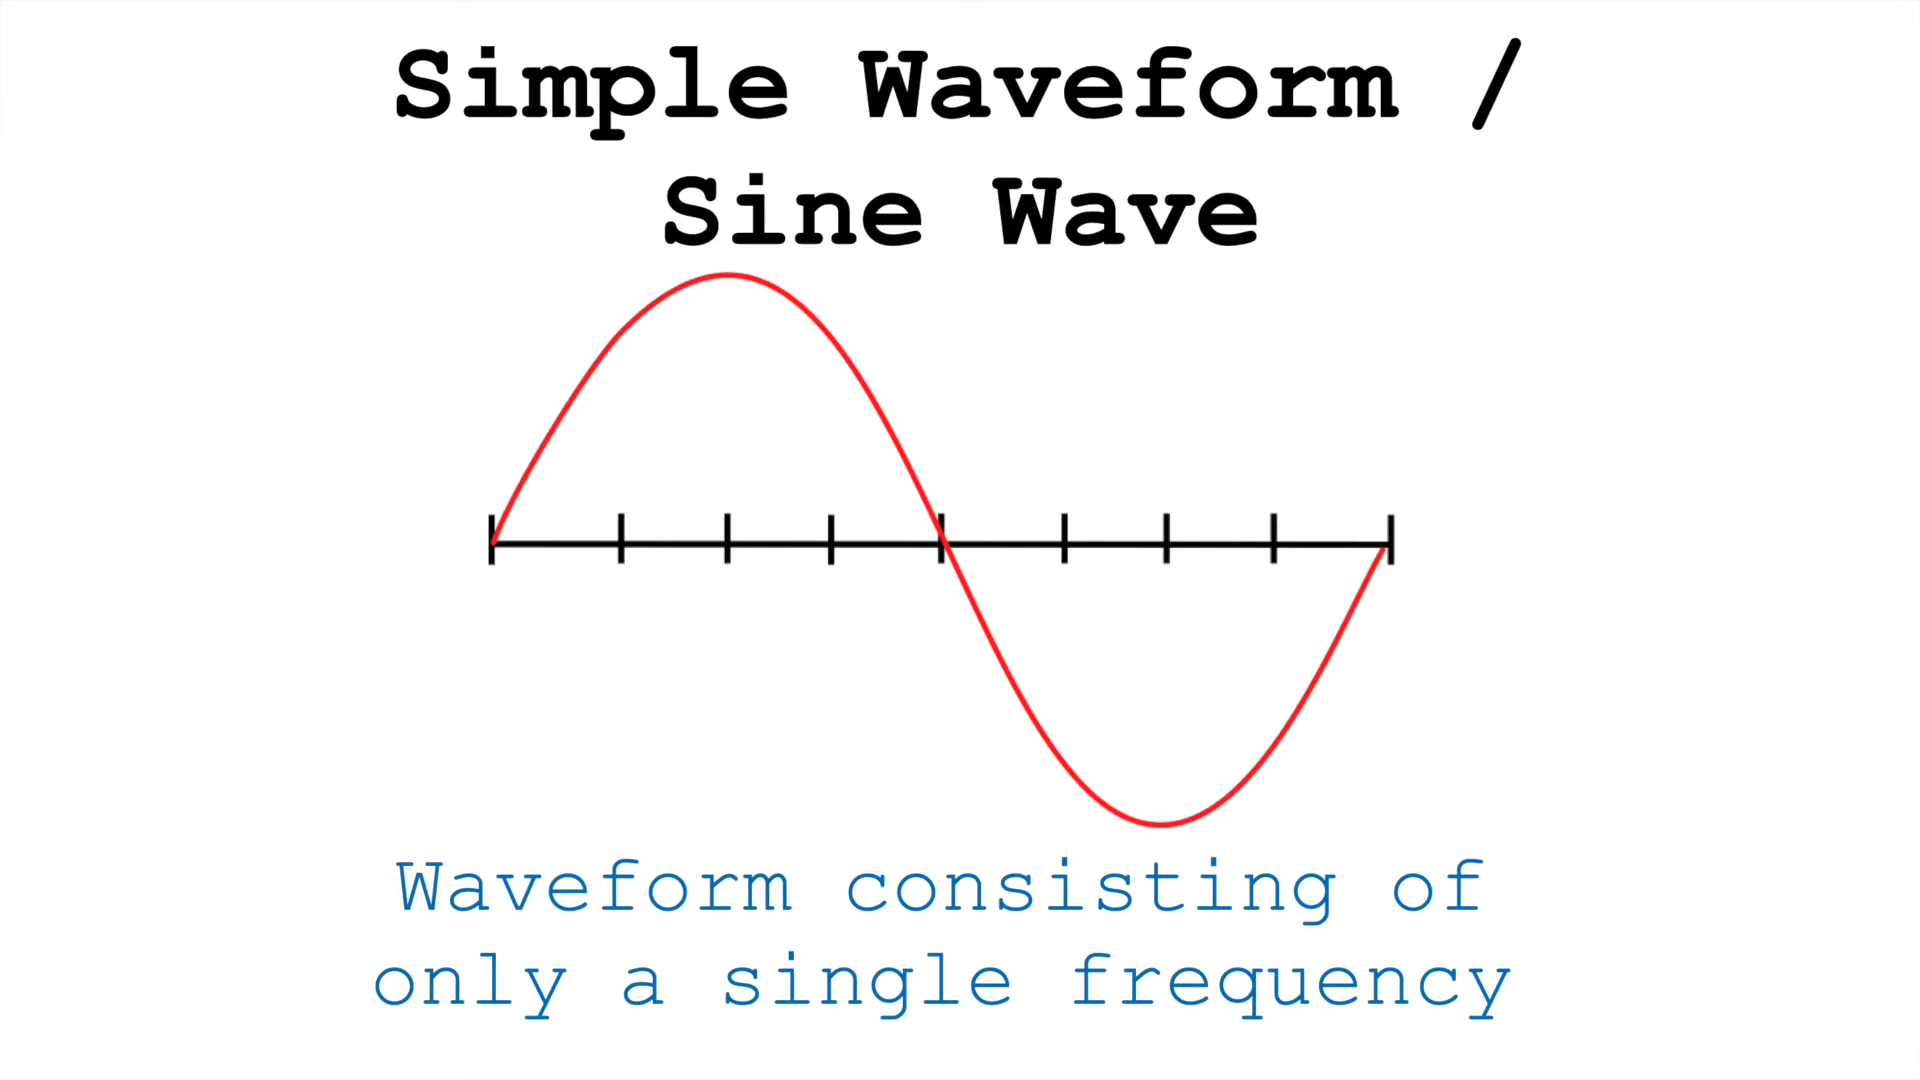 Simple Waveform /
Sine Wave
Waveform consisting of
only a single frequency